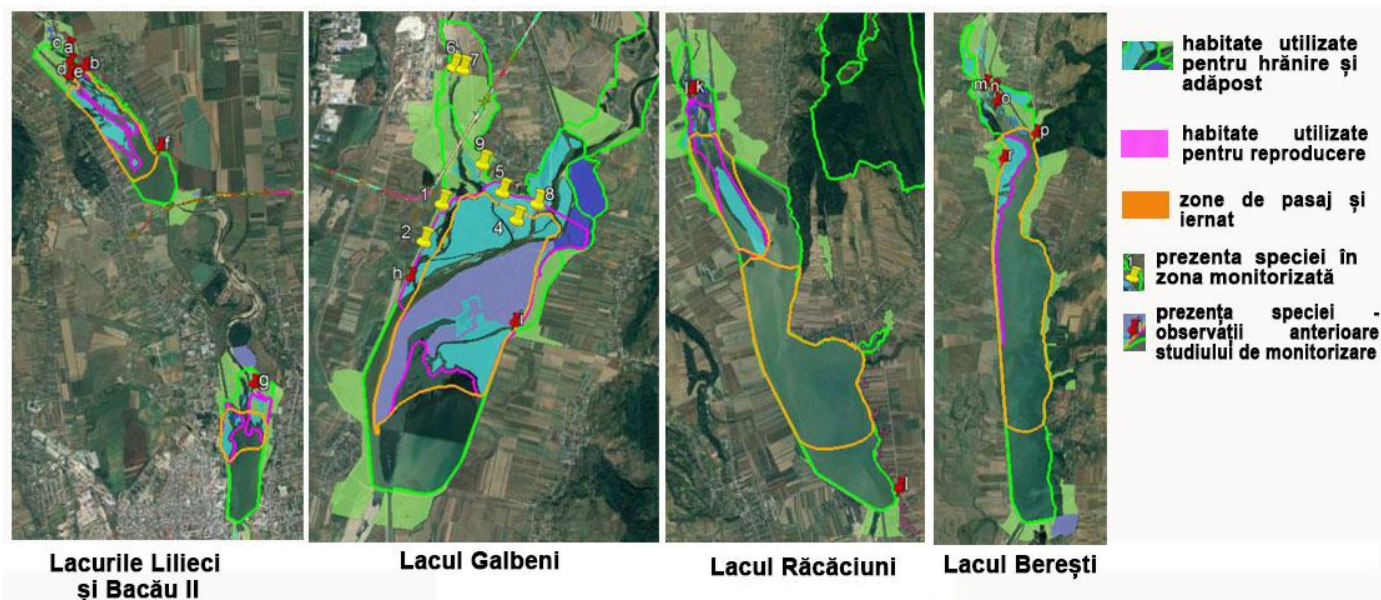 c a
d e b
f
g
6 7
9
5
r
1
8
4
2
h
i
k
l
m n
o
p
r
habitate utilizate
pentru hrănire și
adăpost
habitate utilizate
pentru reproducere
zone de pasaj și
iernat
prezenta speciei în
zona monitorizată
prezența speciei -
observații anterioare
studiului de monitorizare
Lacurile Lilieci
și Bacău II
Lacul Galbeni
Lacul Răcăciuni
Lacul Berești